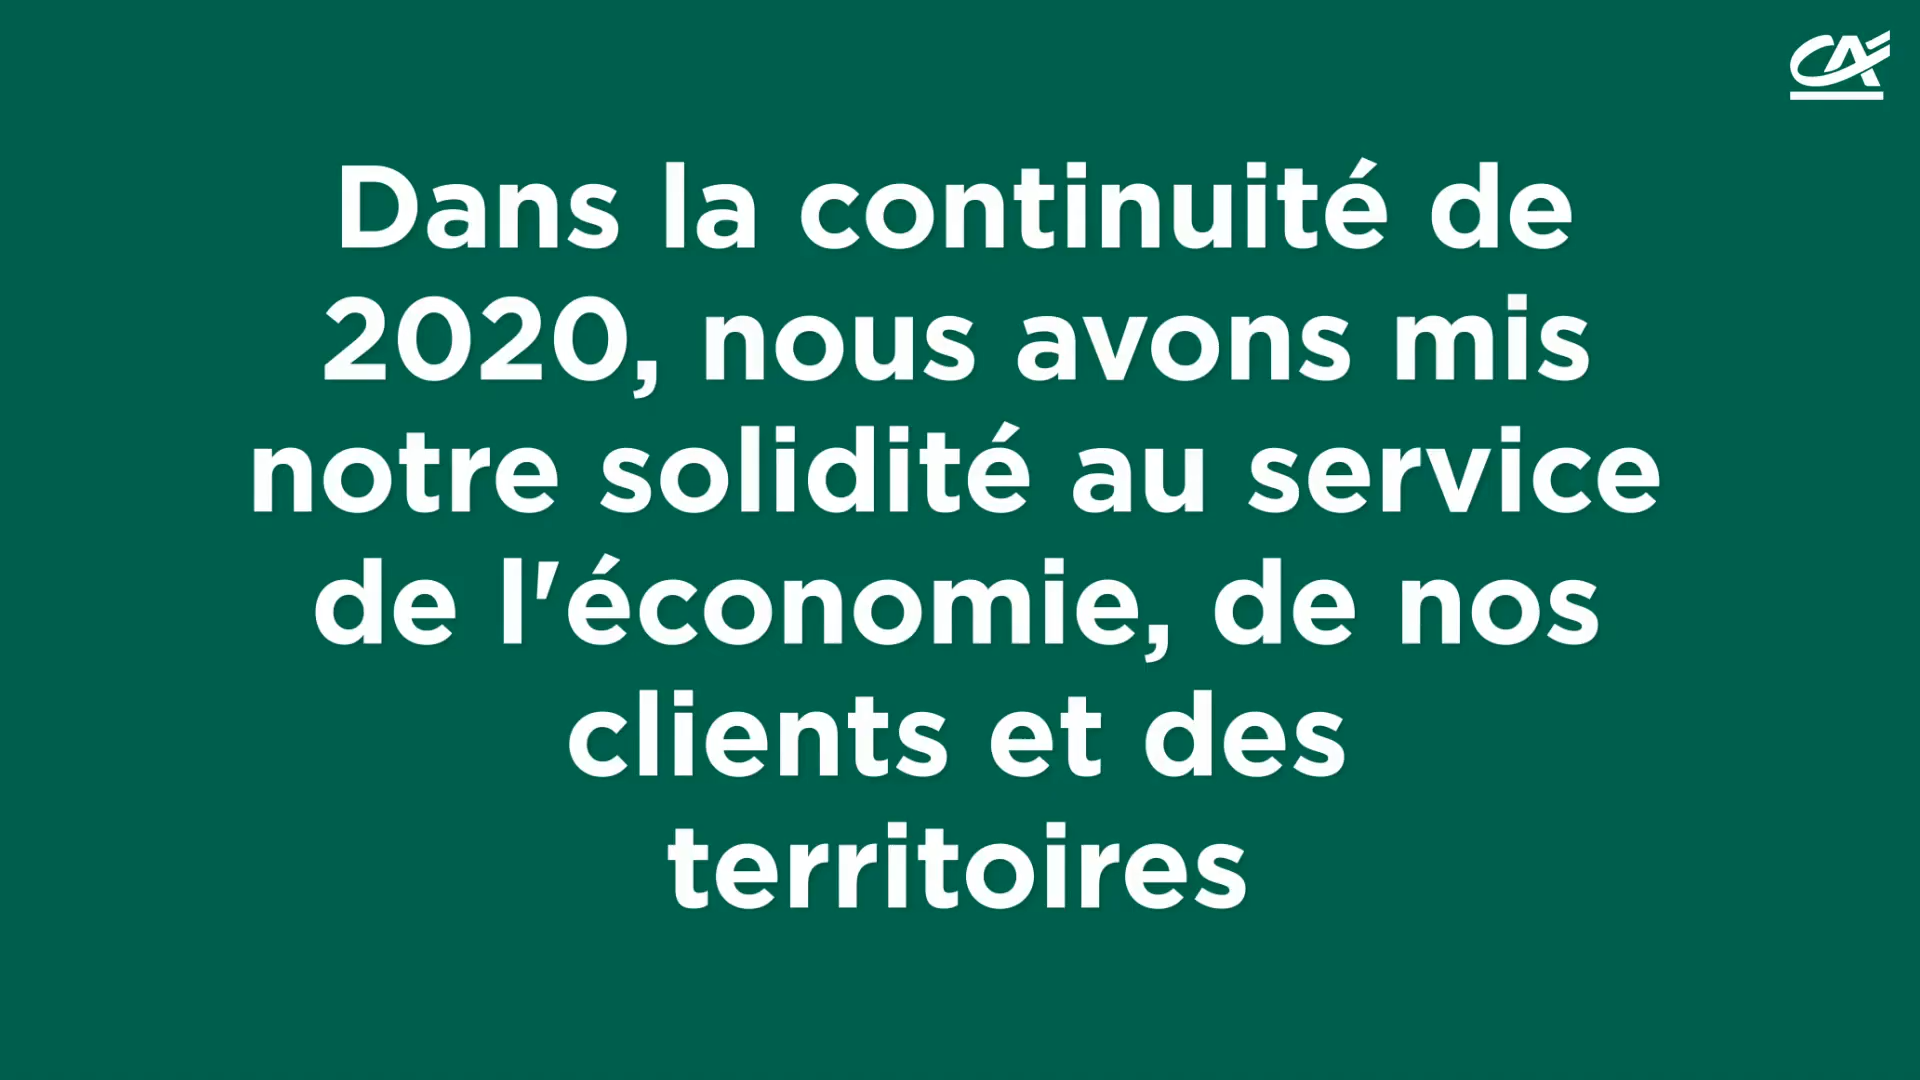 CA
Dans la continuité de
2020, nous avons mis
notre solidité au service
de l'économie, de nos
clients et des
territoires